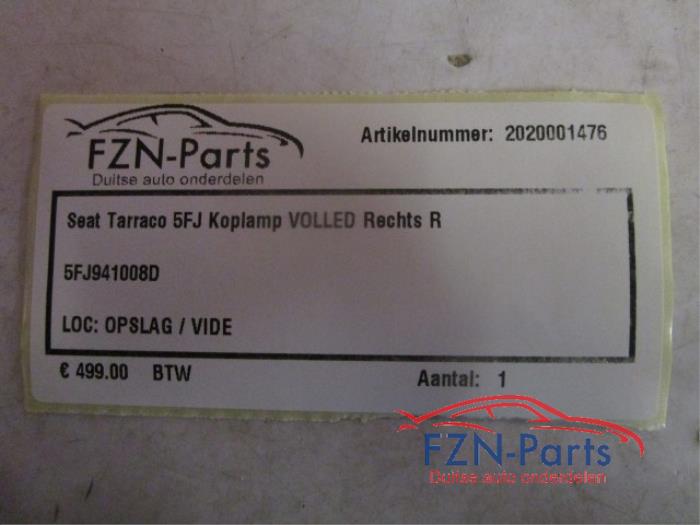 FZN-Parts
Duitse auto onderdelen
Artikelnummer: 2020001476
Seat Tarraco 5FJ Koplamp VOLLED Rechts R
5FJ941008D
LOC: OPSLAG / VIDE
€ 499.00 BTW
Aantal: 1
FZN-Parts
Duitse auto onderdelen